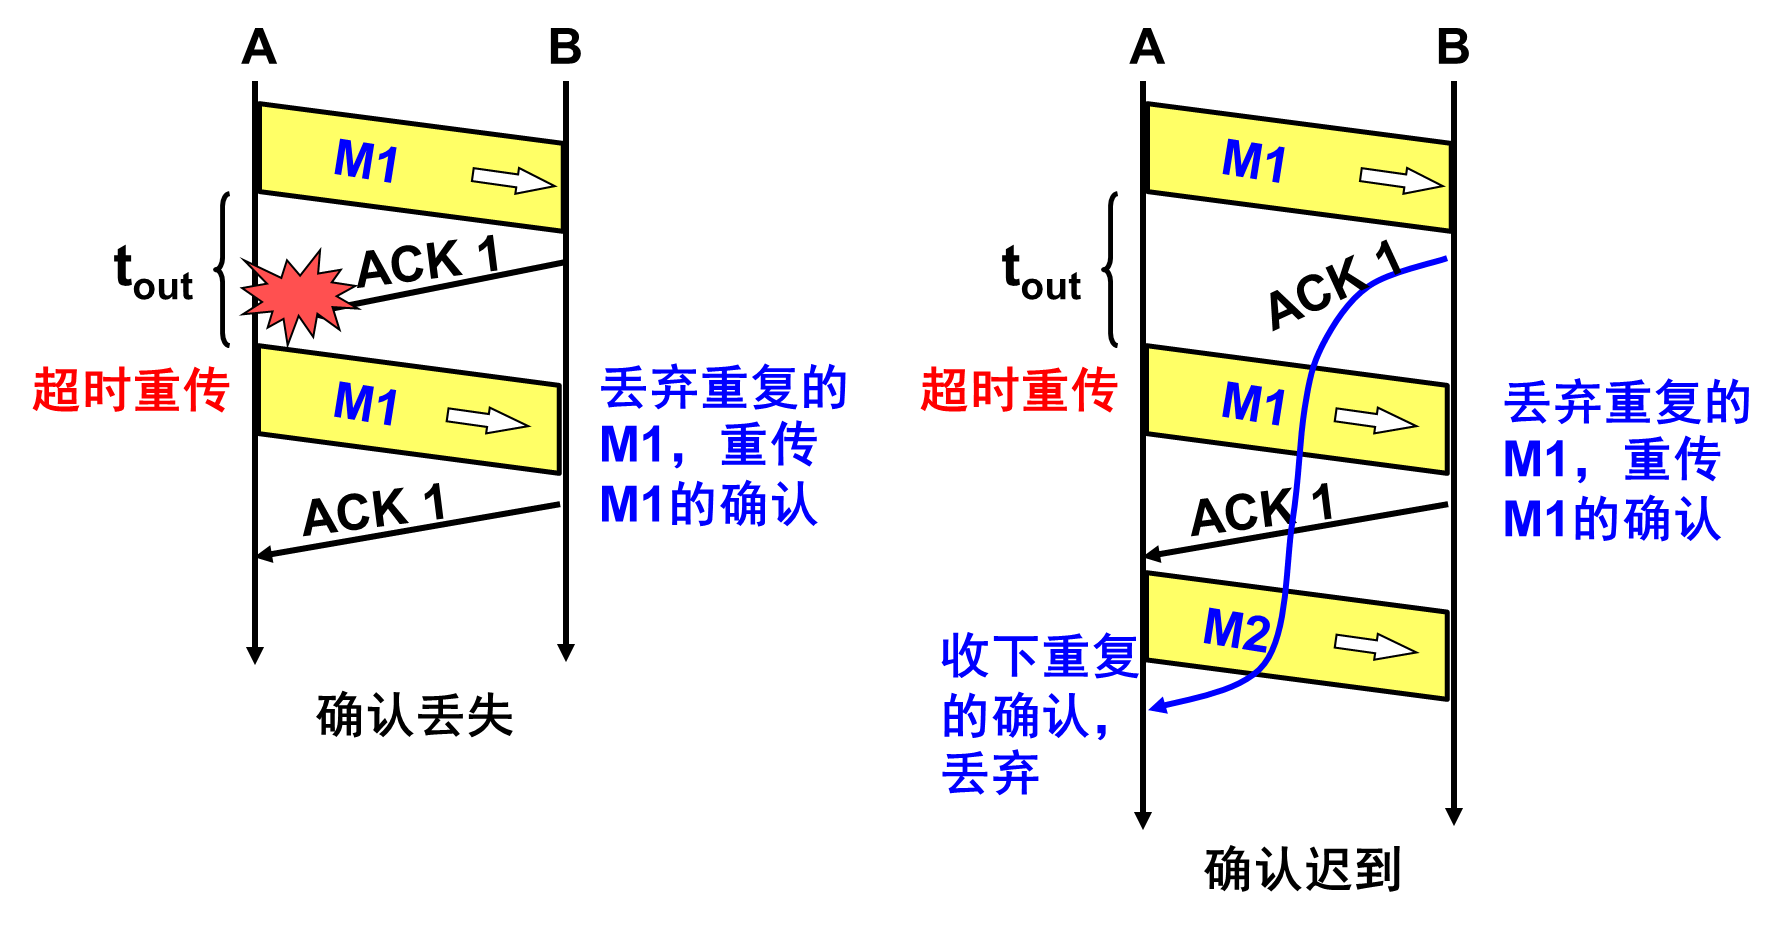 A
B
M1
ACK 1
tout
超时重传
M1
丢弃重复的
M1，重传
M1的确认
ACK 1
确认丢失
A
B
M1
ACK 1
tout
超时重传
M1
丢弃重复的
M1，重传
M1的确认
ACK 1
M2
收下重复
的确认，
丢弃
确认迟到